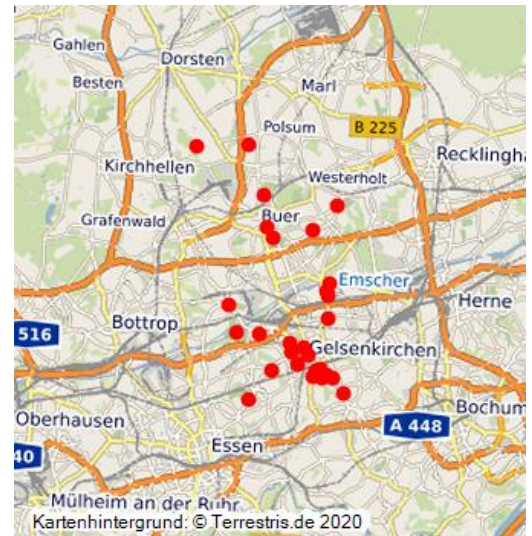 Gahlen
Dorsten
Besten
Marl
Polsum
B 225
Kirchhellen
Recklingha
Westerholt
Grafenwald
Buer
Emscher
Herne
Bottrop
516
Gelsenkirchen
Oberhausen
Bochum
A 448
Essen
40
Mülheim an der Ruhr
Kartenhintergrund: © Terrestris.de 2020